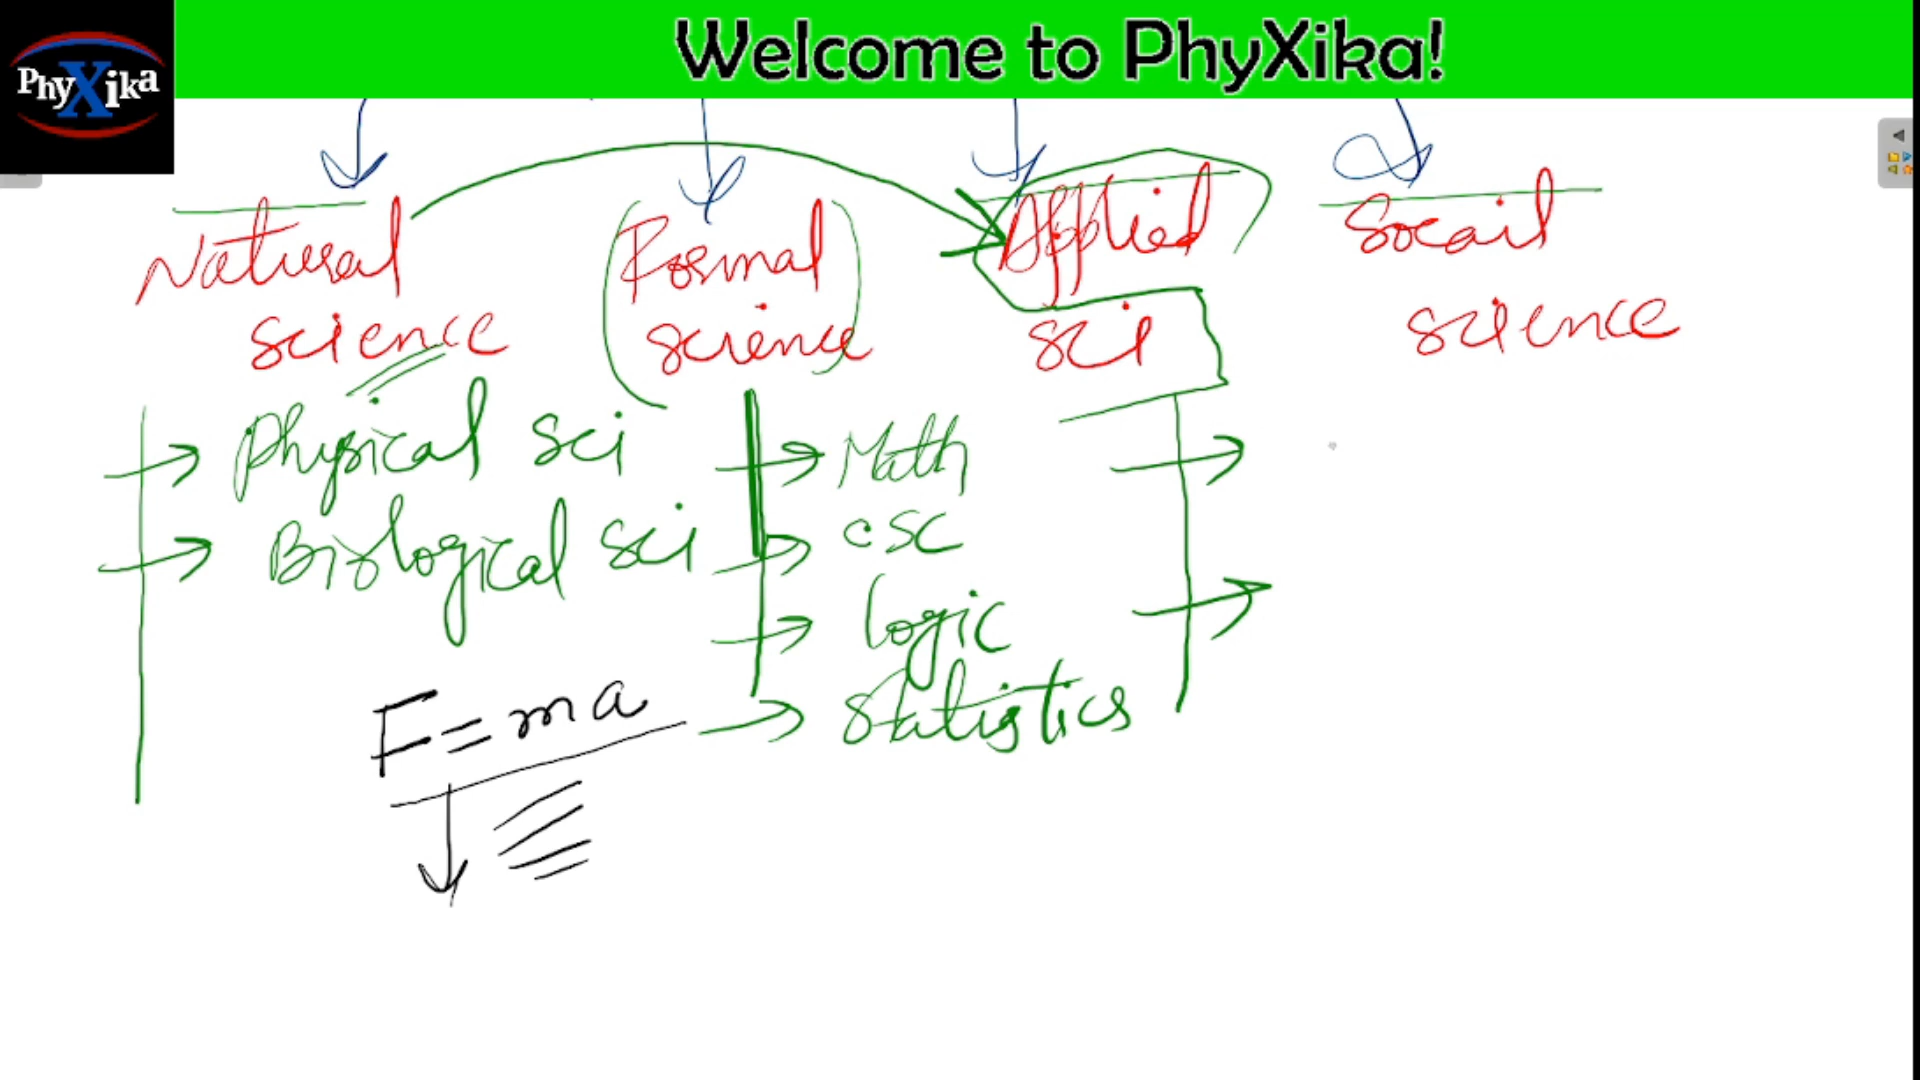 PhyXika
Welcome to PhyXika!
Natural
science
Formal
science
Applied
sci
Socail
science
Physical sci
Biological sci
Math
csc
logic
Statistics
F=ma